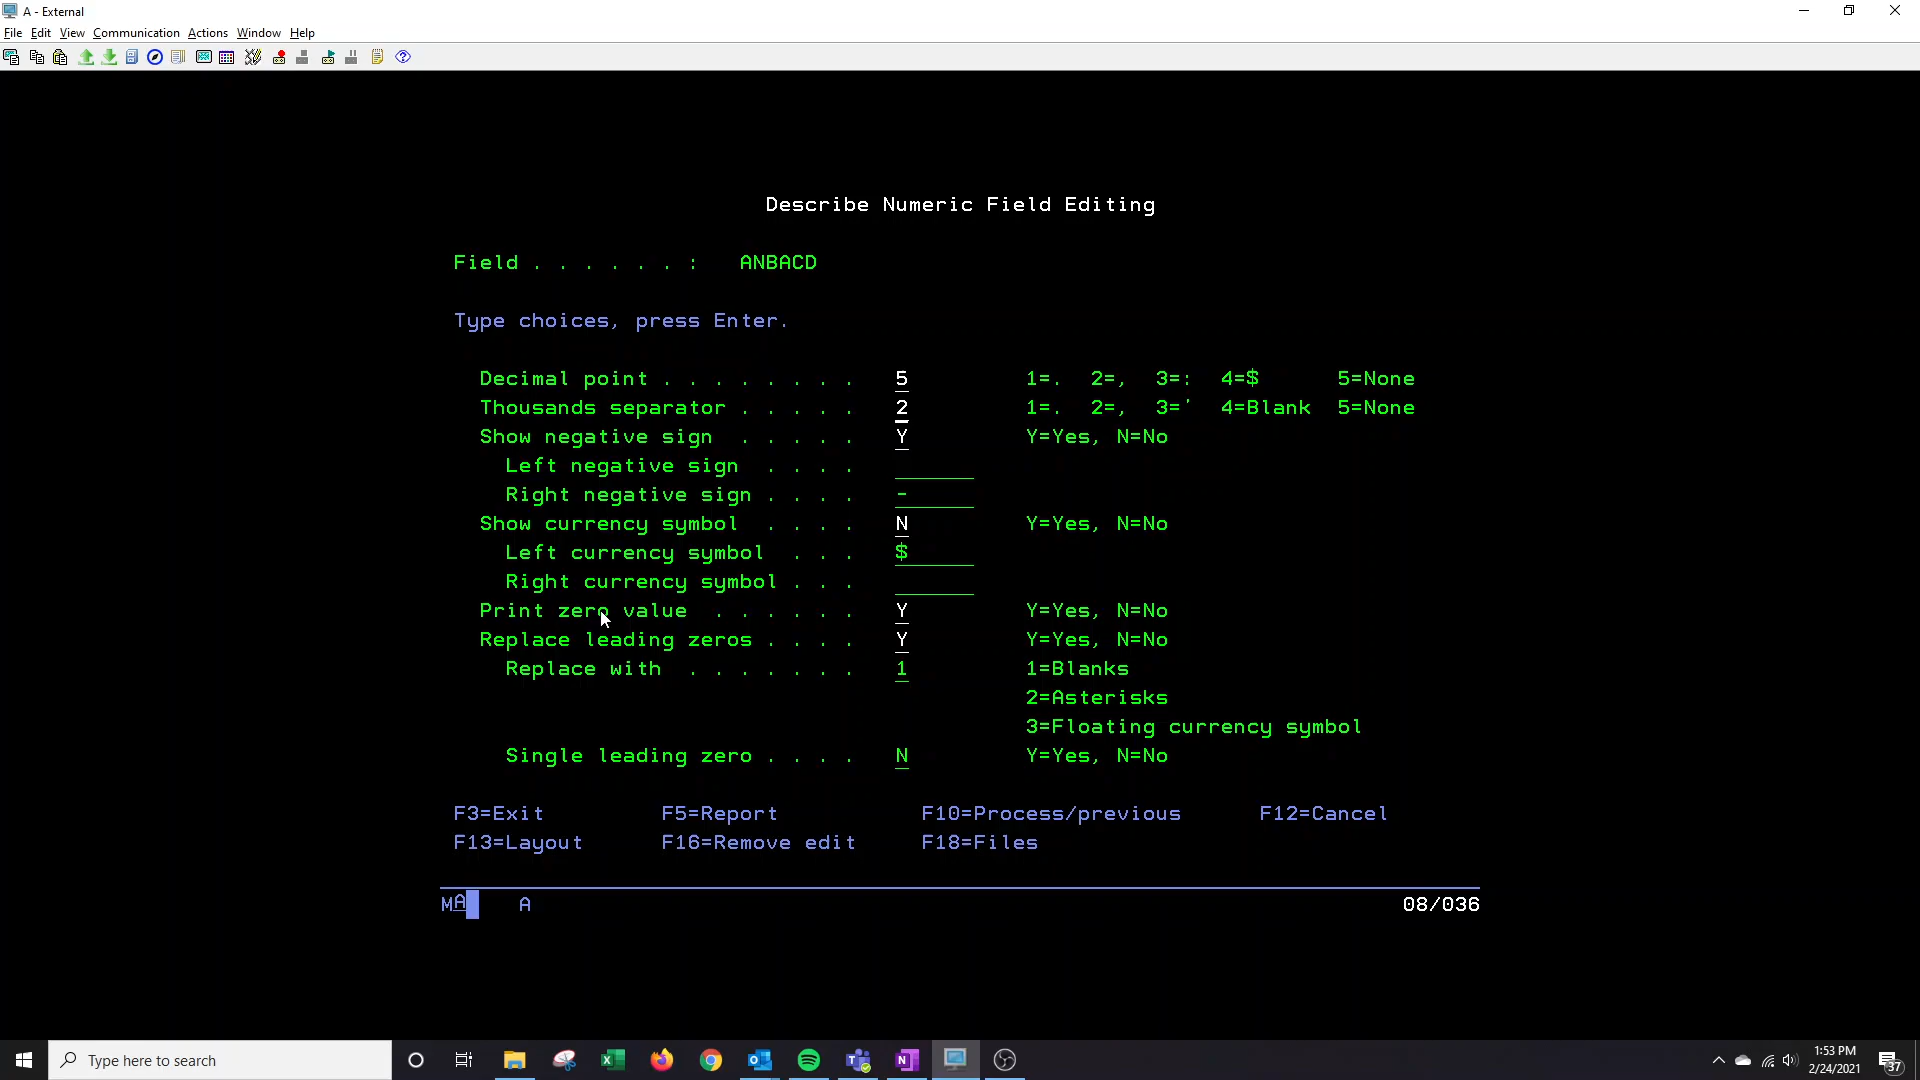 A - External
File Edit View Communication Actions Window Help
Describe Numeric Field Editing
Field . . . . . . : ANBACD
Type choices, press Enter.
Decimal point . . . . . . . . 5 1=. 2=, 3=: 4=$ 5=None
Thousands separator . . . . . 2 1=. 2=, 3=' 4=Blank 5=None
Show negative sign . . . . . Y Y=Yes, N=No
Left negative sign . . . .
Right negative sign . . . . -
Show currency symbol . . . . N Y=Yes, N=No
Left currency symbol . . . $
Right currency symbol . . .
Print zero value . . . . . . Y Y=Yes, N=No
Replace leading zeros . . . . Y Y=Yes, N=No
Replace with . . . . . . . 1 1=Blanks
2=Asterisks
3=Floating currency symbol
Single leading zero . . . . N Y=Yes, N=No
F3=Exit F5=Report F10=Process/previous F12=Cancel
F13=Layout F16=Remove edit F18=Files
MA A 08/036
Type here to search
1:53 PM
2/24/2021
37